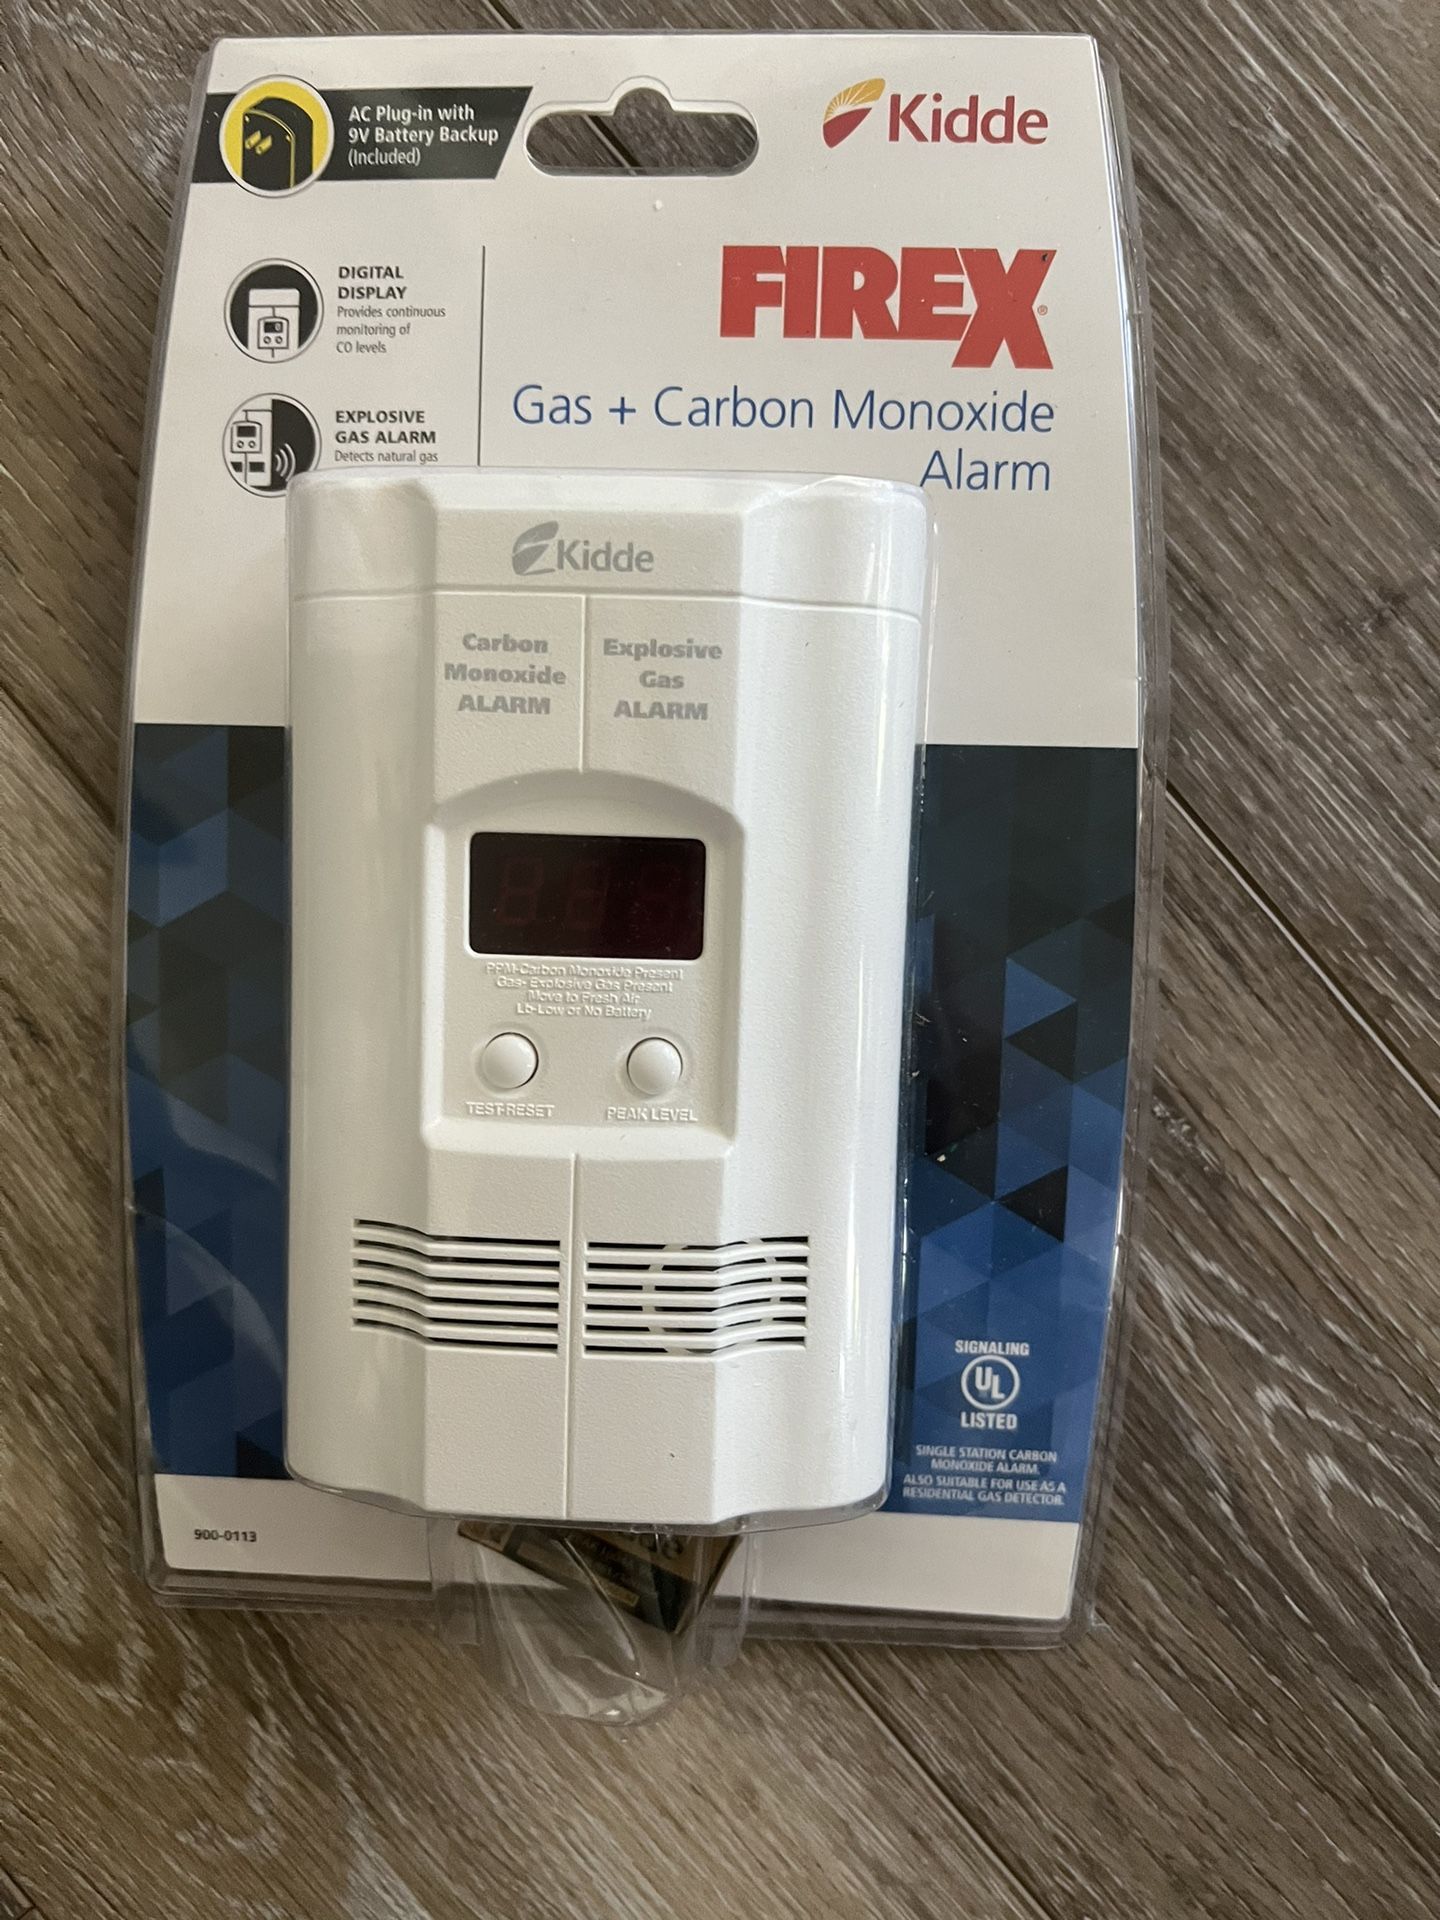 AC Plug-in with
9V Battery Backup
(Included)
Kidde
DIGITAL
DISPLAY
Provides continuous
monitoring of
CO levels
EXPLOSIVE
GAS ALARM
Detects natural gas
FIREX®
Gas + Carbon Monoxide
Alarm
Kidde
Carbon
Monoxide
ALARM
Explosive
Gas
ALARM
PPM-Carbon Monoxide Present
Gas- Explosive Gas Present
Move to Fresh Air
Lb-Low or No Battery
TEST-RESET
PEAK LEVEL
SIGNALING
UL
LISTED
SINGLE STATION CARBON
MONOXIDE ALARM.
ALSO SUITABLE FOR USE AS A
RESIDENTIAL GAS DETECTOR.
900-0113